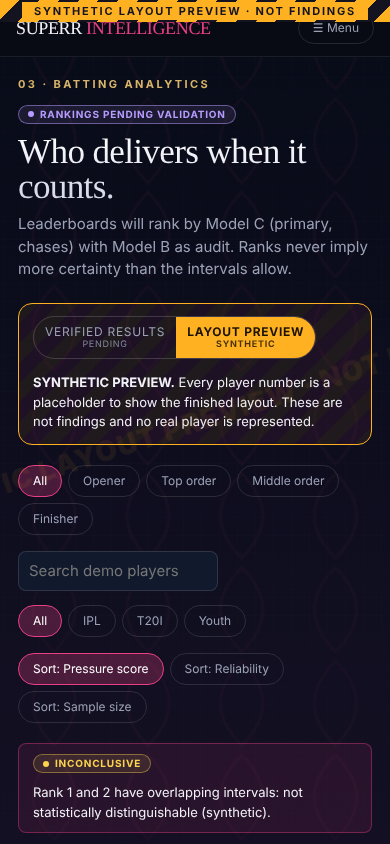 SYNTHETIC LAYOUT PREVIEW · NOT FINDINGS
SUPERR INTELLIGENCE
☰ Menu
03 · BATTING ANALYTICS
RANKINGS PENDING VALIDATION
Who delivers when it
counts.
Leaderboards will rank by Model C (primary,
chases) with Model B as audit. Ranks never imply
more certainty than the intervals allow.
VERIFIED RESULTS
PENDING
LAYOUT PREVIEW
SYNTHETIC
SYNTHETIC PREVIEW. Every player number is a
placeholder to show the finished layout. These are
not findings and no real player is represented.
All
Opener
Top order
Middle order
Finisher
Search demo players
All
IPL
T20I
Youth
Sort: Pressure score
Sort: Reliability
Sort: Sample size
INCONCLUSIVE
Rank 1 and 2 have overlapping intervals: not
statistically distinguishable (synthetic).